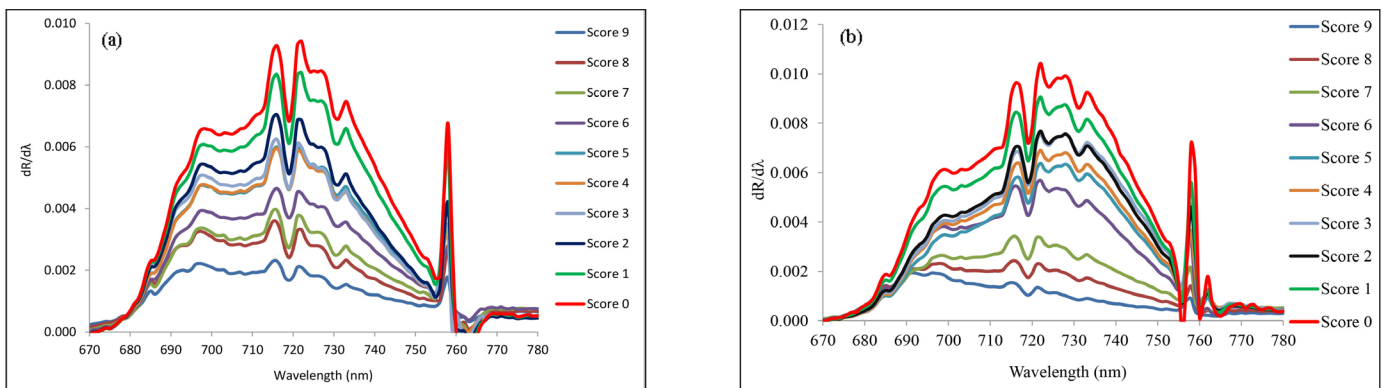 (a)
dR/dλ
0.010
0.008
0.006
0.004
0.002
0.000
670 680 690 700 710 720 730 740 750 760 770 780
Wavelength (nm)
Score 9
Score 8
Score 7
Score 6
Score 5
Score 4
Score 3
Score 2
Score 1
Score 0
(b)
dR/dλ
0.012
0.010
0.008
0.006
0.004
0.002
0.000
670 680 690 700 710 720 730 740 750 760 770 780
Wavelength (nm)
Score 9
Score 8
Score 7
Score 6
Score 5
Score 4
Score 3
Score 2
Score 1
Score 0